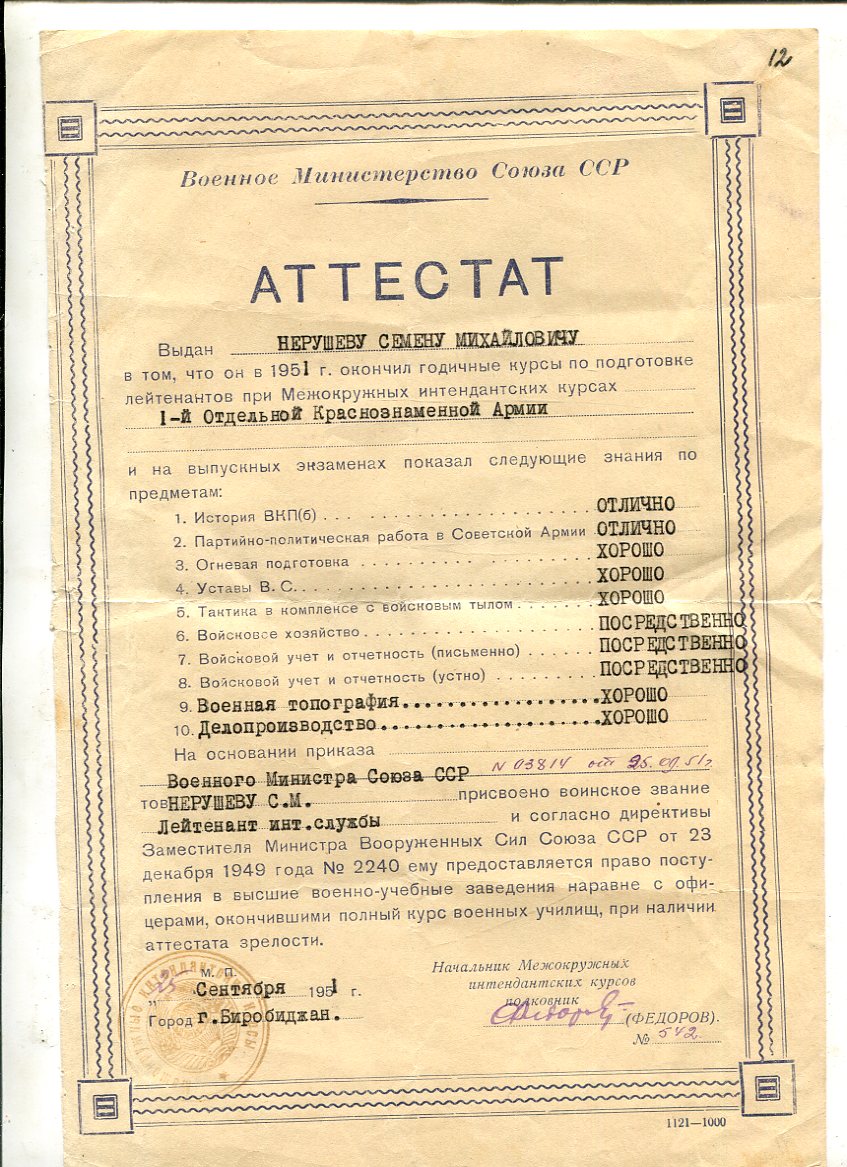 12
Военное Министерство Союза ССР
АТТЕСТАТ
Выдан НЕРУШЕВУ СЕМЕНУ МИХАЙЛОВИЧУ
в том, что он в 1951 г. окончил годичные курсы по подготовке
лейтенантов при Межокружных интендантских курсах
1-й Отдельной Краснознаменной Армии
и на выпускных экзаменах показал следующие знания по
предметам:
1. История ВКП(б) . . . . . . . . . . . . . . . . . . . ОТЛИЧНО
2. Партийно-политическая работа в Советской Армии ОТЛИЧНО
3. Огневая подготовка . . . . . . . . . . . . . . . . . ХОРОШО
4. Уставы В. С. . . . . . . . . . . . . . . . . . . . . . ХОРОШО
5. Тактика в комплексе с войсковым тылом . . . . . . . ХОРОШО
6. Войсковое хозяйство . . . . . . . . . . . . . . . . . ПОСРЕДСТВЕННО
7. Войсковой учет и отчетность (письменно) . . . . . . ПОСРЕДСТВЕННО
8. Войсковой учет и отчетность (устно) . . . . . . . . . ПОСРЕДСТВЕННО
9. Военная топография..................ХОРОШО
10. Делопроизводство....................ХОРОШО
На основании приказа
Военного Министра Союза ССР N 03814 от 25.09.51г
тов НЕРУШЕВУ С.М. присвоено воинское звание
Лейтенант инт.службы и согласно директивы
Заместителя Министра Вооруженных Сил Союза ССР от 23
декабря 1949 года № 2240 ему предоставляется право посту-
пления в высшие военно-учебные заведения наравне с офи-
церами, окончившими полный курс военных училищ, при наличии
аттестата зрелости.
М. П.
„25 Сентября 1951 г.
Город г.Биробиджан.
Начальник Межокружных
интендантских курсов
полковник
(ФЕДОРОВ).
№ 542
1121—1000